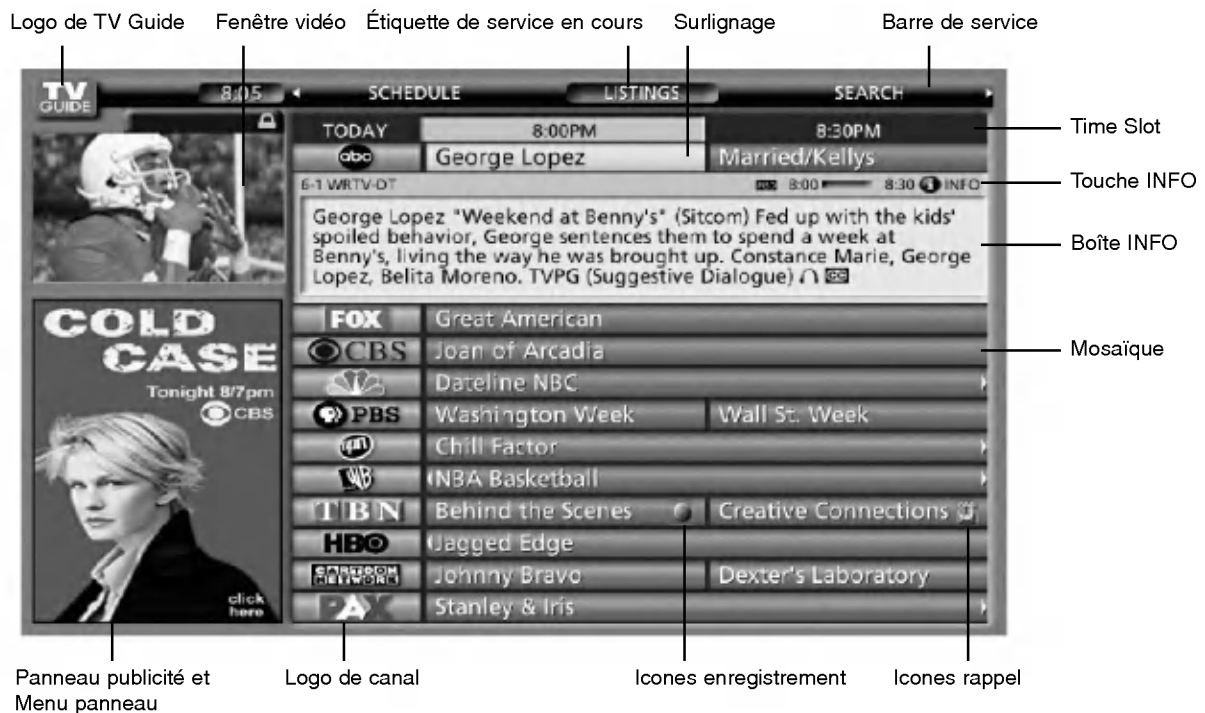 Logo de TV Guide Fenêtre vidéo Étiquette de service en cours Surlignage Barre de service
TV GUIDE 8:05 SCHEDULE LISTINGS SEARCH
TODAY 8:00PM 8:30PM Time Slot
abc George Lopez Married/Kellys
6-1 WRTV-DT 8:00 8:30 i INFO Touche INFO
George Lopez "Weekend at Benny's" (Sitcom) Fed up with the kids'
spoiled behavior, George sentences them to spend a week at
Benny's, living the way he was brought up. Constance Marie, George
Lopez, Belita Moreno. TVPG (Suggestive Dialogue) CC
Boîte INFO
FOX Great American
CBS Joan of Arcadia
Mosaïque
Dateline NBC
PBS Washington Week Wall St. Week
upn Chill Factor
WB NBA Basketball
TBN Behind the Scenes Creative Connections
HBO Jagged Edge
CARTOON NETWORK Johnny Bravo Dexter's Laboratory
PAX Stanley & Iris
COLD
CASE
Tonight 8/7pm
CBS
click
here
Panneau publicité et
Menu panneau
Logo de canal Icones enregistrement Icones rappel